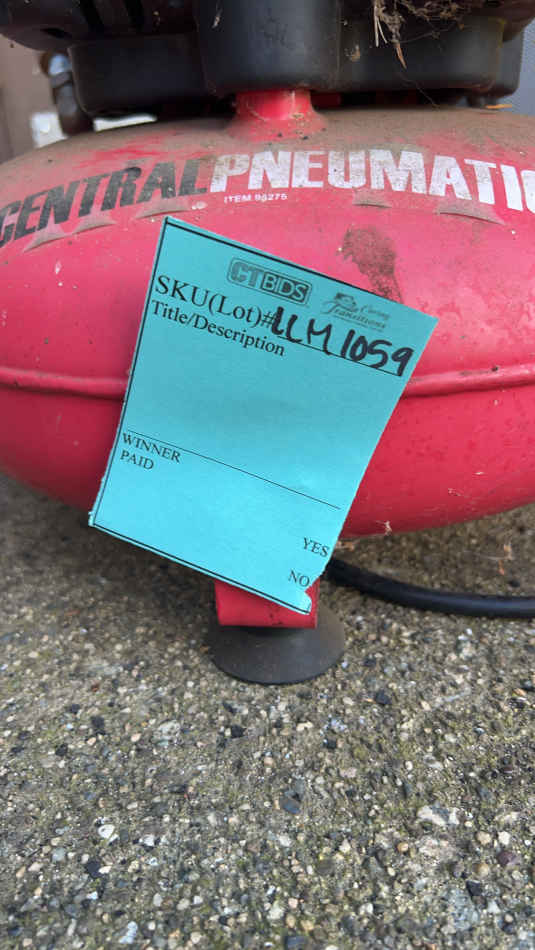 CENTRALPNEUMATIC
ITEM 95275
CTBIDS
Caring
Transitions
SKU(Lot)#LLM1059
Title/Description
WINNER
PAID
YES
NO